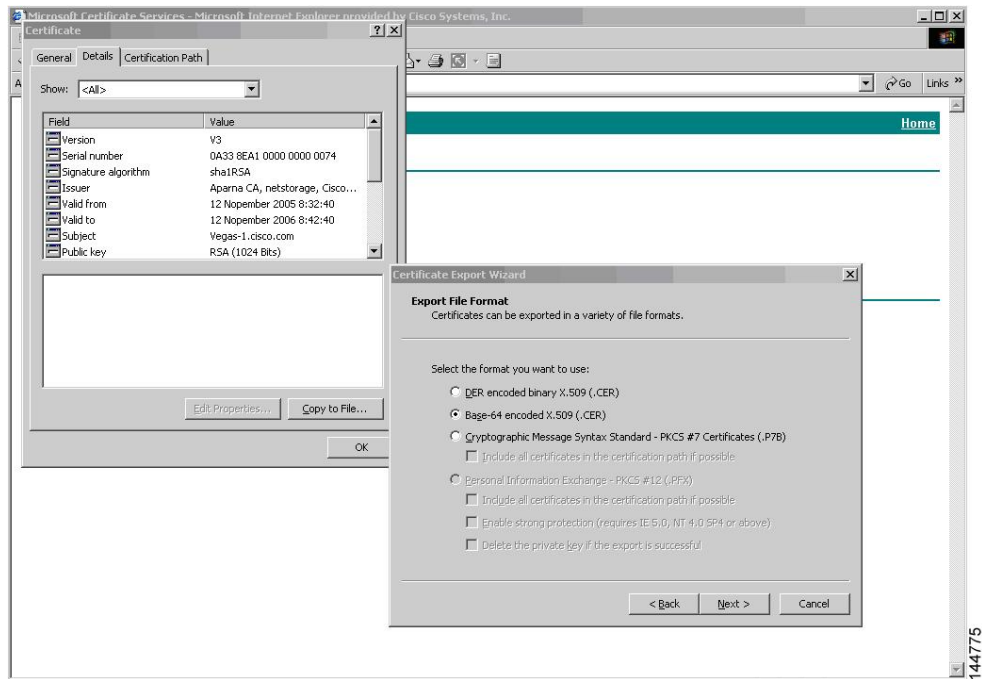 Microsoft Certificate Services - Microsoft Internet Explorer provided by Cisco Systems, Inc.
Certificate
General Details Certification Path
Show: <All>
Field Value
Version V3
Serial number 0A33 8EA1 0000 0000 0074
Signature algorithm sha1RSA
Issuer Aparna CA, netstorage, Cisco...
Valid from 12 Nopember 2005 8:32:40
Valid to 12 Nopember 2006 8:42:40
Subject Vegas-1.cisco.com
Public key RSA (1024 Bits)
Edit Properties... Copy to File...
OK
Go Links »
Home
Certificate Export Wizard
Export File Format
Certificates can be exported in a variety of file formats.
Select the format you want to use:
DER encoded binary X.509 (.CER)
Base-64 encoded X.509 (.CER)
Cryptographic Message Syntax Standard - PKCS #7 Certificates (.P7B)
Include all certificates in the certification path if possible
Personal Information Exchange - PKCS #12 (.PFX)
Include all certificates in the certification path if possible
Enable strong protection (requires IE 5.0, NT 4.0 SP4 or above)
Delete the private key if the export is successful
< Back Next > Cancel
144775